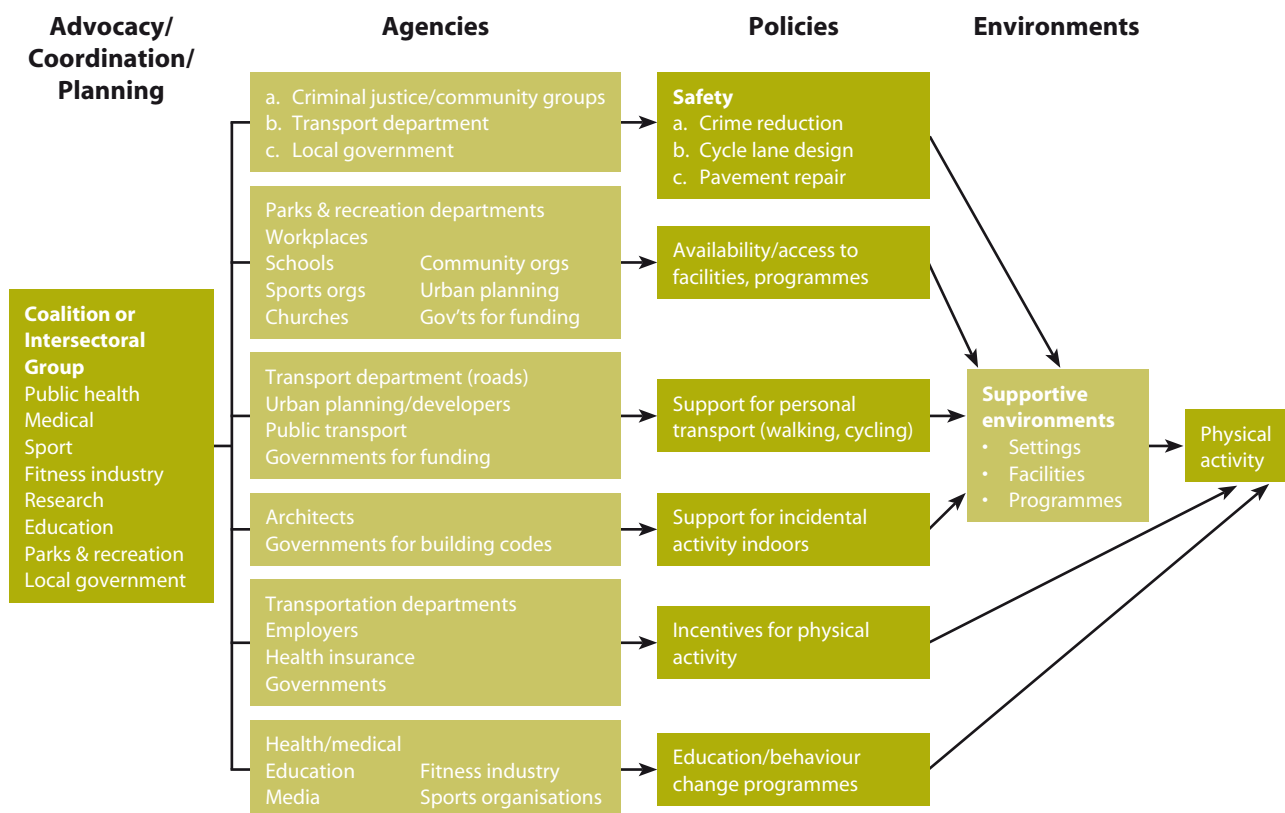 Advocacy/
Coordination/
Planning
Agencies
Policies
Environments
Coalition or
Intersectoral
Group
Public health
Medical
Sport
Fitness industry
Research
Education
Parks & recreation
Local government
a. Criminal justice/community groups
b. Transport department
c. Local government
Parks & recreation departments
Workplaces
Schools Community orgs
Sports orgs Urban planning
Churches Gov'ts for funding
Transport department (roads)
Urban planning/developers
Public transport
Governments for funding
Architects
Governments for building codes
Transportation departments
Employers
Health insurance
Governments
Health/medical
Education Fitness industry
Media Sports organisations
Safety
a. Crime reduction
b. Cycle lane design
c. Pavement repair
Availability/access to
facilities, programmes
Support for personal
transport (walking, cycling)
Support for incidental
activity indoors
Incentives for physical
activity
Education/behaviour
change programmes
Supportive
environments
• Settings
• Facilities
• Programmes
Physical
activity